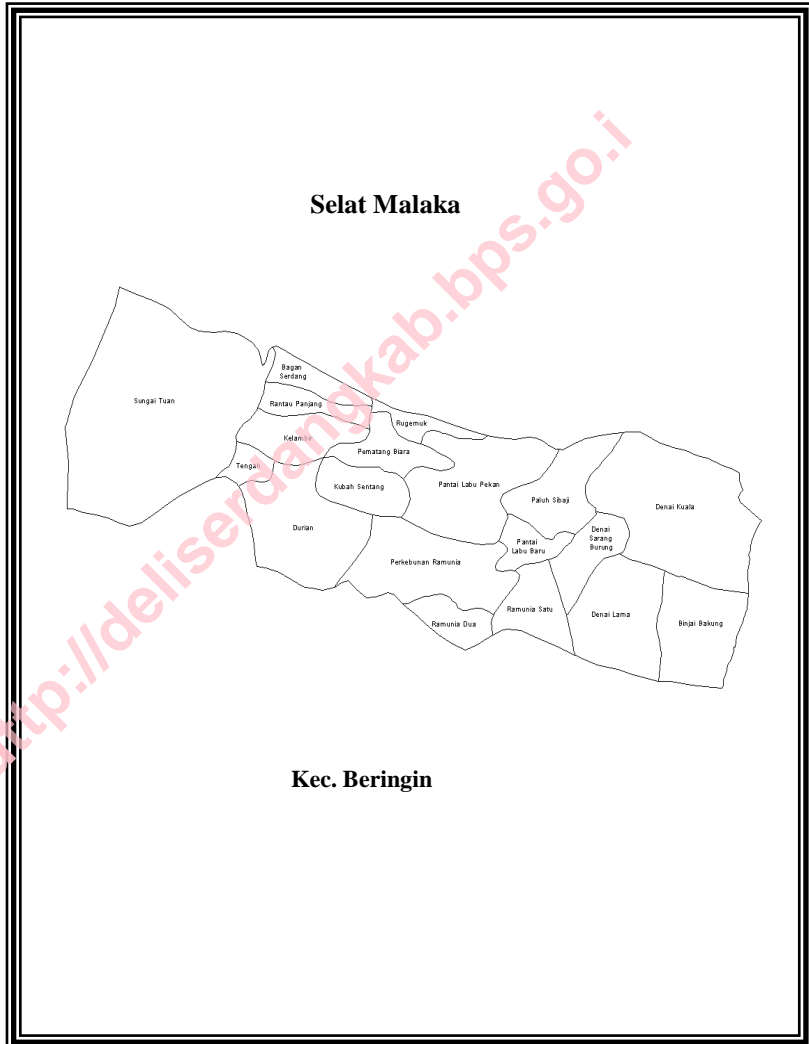 Selat Malaka
Bagan
Serdang
Sungai Tuan
Rantau Panjang
Rugemuk
Kelambir
Pematang Biara
Tengah
Kubah Sentang
Pantai Labu Pekan
Paluh Sibaji
Denai Kuala
Durian
Denai
Sarang
Burung
Pantai
Labu Baru
Perkebunan Ramunia
Ramunia Satu
Denai Lama
Ramunia Dua
Binjai Bakung
Kec. Beringin
http://deliserdangkab.bps.go.i